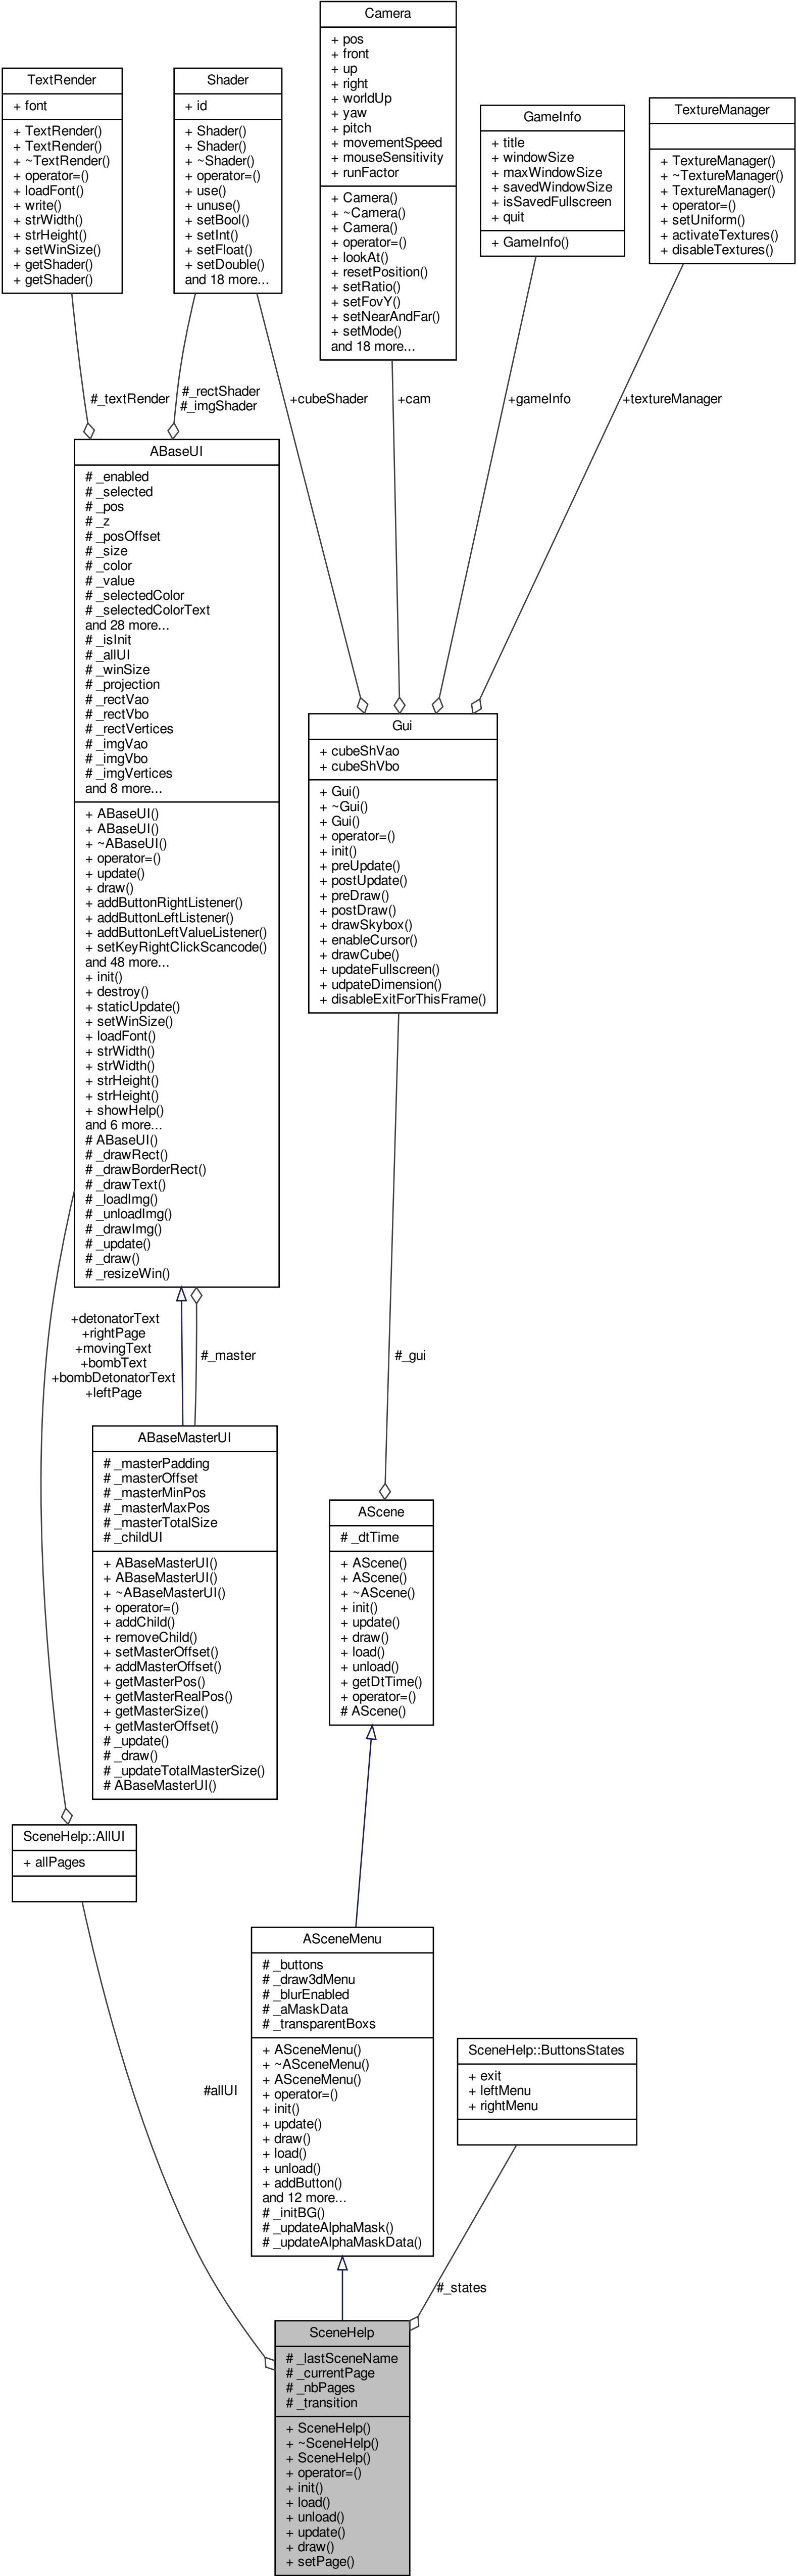 Camera
+ pos
+ front
+ up
+ right
+ worldUp
+ yaw
+ pitch
+ movementSpeed
+ mouseSensitivity
+ runFactor
+ Camera()
+ ~Camera()
+ Camera()
+ operator=()
+ lookAt()
+ resetPosition()
+ setRatio()
+ setFovY()
+ setNearAndFar()
+ setMode()
and 18 more...
TextRender
+ font
+ TextRender()
+ TextRender()
+ ~TextRender()
+ operator=()
+ loadFont()
+ write()
+ strWidth()
+ strHeight()
+ setWinSize()
+ getShader()
+ getShader()
Shader
+ id
+ Shader()
+ Shader()
+ ~Shader()
+ operator=()
+ use()
+ unuse()
+ setBool()
+ setInt()
+ setFloat()
+ setDouble()
and 18 more...
GameInfo
+ title
+ windowSize
+ maxWindowSize
+ savedWindowSize
+ isSavedFullscreen
+ quit
+ GameInfo()
TextureManager
+ TextureManager()
+ ~TextureManager()
+ TextureManager()
+ operator=()
+ setUniform()
+ activateTextures()
+ disableTextures()
#_textRender
#_rectShader
#_imgShader
+cubeShader
+cam
+gameInfo
+textureManager
ABaseUI
# _enabled
# _selected
# _pos
# _z
# _posOffset
# _size
# _color
# _value
# _selectedColor
# _selectedColorText
and 28 more...
# _isInit
# _allUI
# _winSize
# _projection
# _rectVao
# _rectVbo
# _rectVertices
# _imgVao
# _imgVbo
# _imgVertices
and 8 more...
+ ABaseUI()
+ ABaseUI()
+ ~ABaseUI()
+ operator=()
+ update()
+ draw()
+ addButtonRightListener()
+ addButtonLeftListener()
+ addButtonLeftValueListener()
+ setKeyRightClickScancode()
and 48 more...
+ init()
+ destroy()
+ staticUpdate()
+ setWinSize()
+ loadFont()
+ strWidth()
+ strWidth()
+ strHeight()
+ strHeight()
+ showHelp()
and 6 more...
# ABaseUI()
# _drawRect()
# _drawBorderRect()
# _drawText()
# _loadImg()
# _unloadImg()
# _drawImg()
# _update()
# _draw()
# _resizeWin()
Gui
+ cubeShVao
+ cubeShVbo
+ Gui()
+ ~Gui()
+ Gui()
+ operator=()
+ init()
+ preUpdate()
+ postUpdate()
+ preDraw()
+ postDraw()
+ drawSkybox()
+ enableCursor()
+ drawCube()
+ updateFullscreen()
+ udpateDimension()
+ disableExitForThisFrame()
+detonatorText
+rightPage
+movingText
+bombText
+bombDetonatorText
+leftPage
#_master
#_gui
ABaseMasterUI
# _masterPadding
# _masterOffset
# _masterMinPos
# _masterMaxPos
# _masterTotalSize
# _childUI
+ ABaseMasterUI()
+ ABaseMasterUI()
+ ~ABaseMasterUI()
+ operator=()
+ addChild()
+ removeChild()
+ setMasterOffset()
+ addMasterOffset()
+ getMasterPos()
+ getMasterRealPos()
+ getMasterSize()
+ getMasterOffset()
# _update()
# _draw()
# _updateTotalMasterSize()
# ABaseMasterUI()
AScene
# _dtTime
+ AScene()
+ AScene()
+ ~AScene()
+ init()
+ update()
+ draw()
+ load()
+ unload()
+ getDtTime()
+ operator=()
# AScene()
SceneHelp::AllUI
+ allPages
ASceneMenu
# _buttons
# _draw3dMenu
# _blurEnabled
# _aMaskData
# _transparentBoxs
+ ASceneMenu()
+ ~ASceneMenu()
+ ASceneMenu()
+ operator=()
+ init()
+ update()
+ draw()
+ load()
+ unload()
+ addButton()
and 12 more...
# _initBG()
# _updateAlphaMask()
# _updateAlphaMaskData()
SceneHelp::ButtonsStates
+ exit
+ leftMenu
+ rightMenu
#allUI
#_states
SceneHelp
# _lastSceneName
# _currentPage
# _nbPages
# _transition
+ SceneHelp()
+ ~SceneHelp()
+ SceneHelp()
+ operator=()
+ init()
+ load()
+ unload()
+ update()
+ draw()
+ setPage()